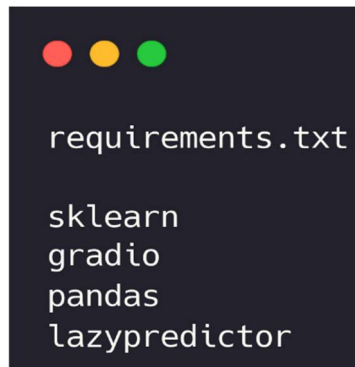 requirements.txt
sklearn
gradio
pandas
lazypredictor